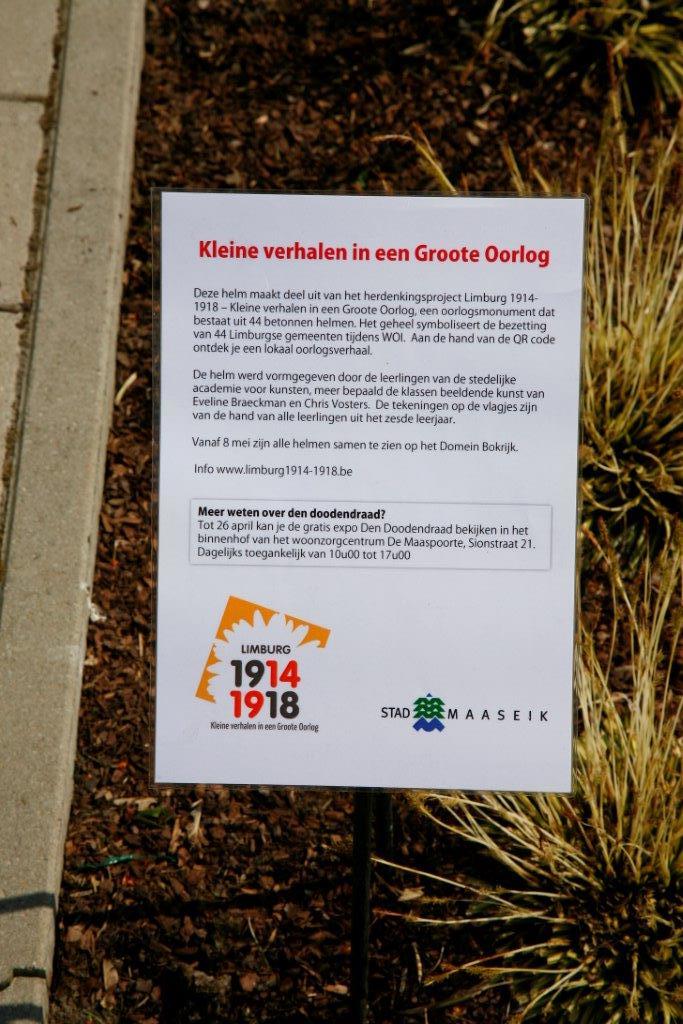 Kleine verhalen in een Groote Oorlog
Deze helm maakt deel uit van het herdenkingsproject Limburg 1914-
1918 – Kleine verhalen in een Groote Oorlog, een oorlogsmonument dat
bestaat uit 44 betonnen helmen. Het geheel symboliseert de bezetting
van 44 Limburgse gemeenten tijdens WOI. Aan de hand van de QR code
ontdek je een lokaal oorlogsverhaal.
De helm werd vormgegeven door de leerlingen van de stedelijke
academie voor kunsten, meer bepaald de klassen beeldende kunst van
Eveline Braeckman en Chris Vosters. De tekeningen op de vlagjes zijn
van de hand van alle leerlingen uit het zesde leerjaar.
Vanaf 8 mei zijn alle helmen samen te zien op het Domein Bokrijk.
Info www.limburg1914-1918.be
Meer weten over den doodendraad?
Tot 26 april kan je de gratis expo Den Doodendraad bekijken in het
binnenhof van het woonzorgcentrum De Maaspoorte, Sionstraat 21.
Dagelijks toegankelijk van 10u00 tot 17u00
LIMBURG
1914
1918
Kleine verhalen in een Groote Oorlog
STAD MAASEIK